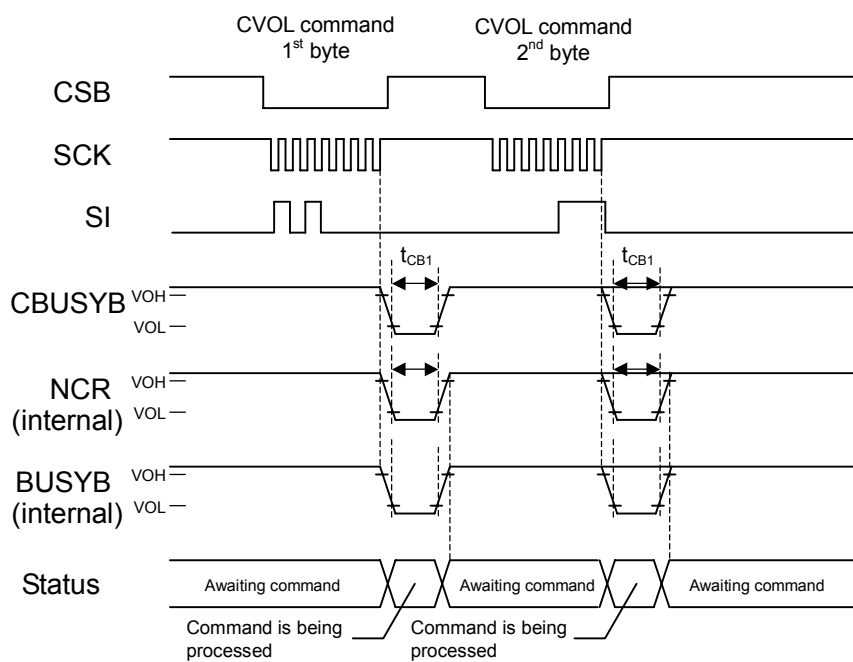 CVOL command
1st byte
CVOL command
2nd byte
CSB
SCK
SI
tCB1
tCB1
CBUSYB
VOH
VOL
NCR
(internal)
VOH
VOL
BUSYB
(internal)
VOH
VOL
Status
Awaiting command
Awaiting command
Awaiting command
Command is being
processed
Command is being
processed